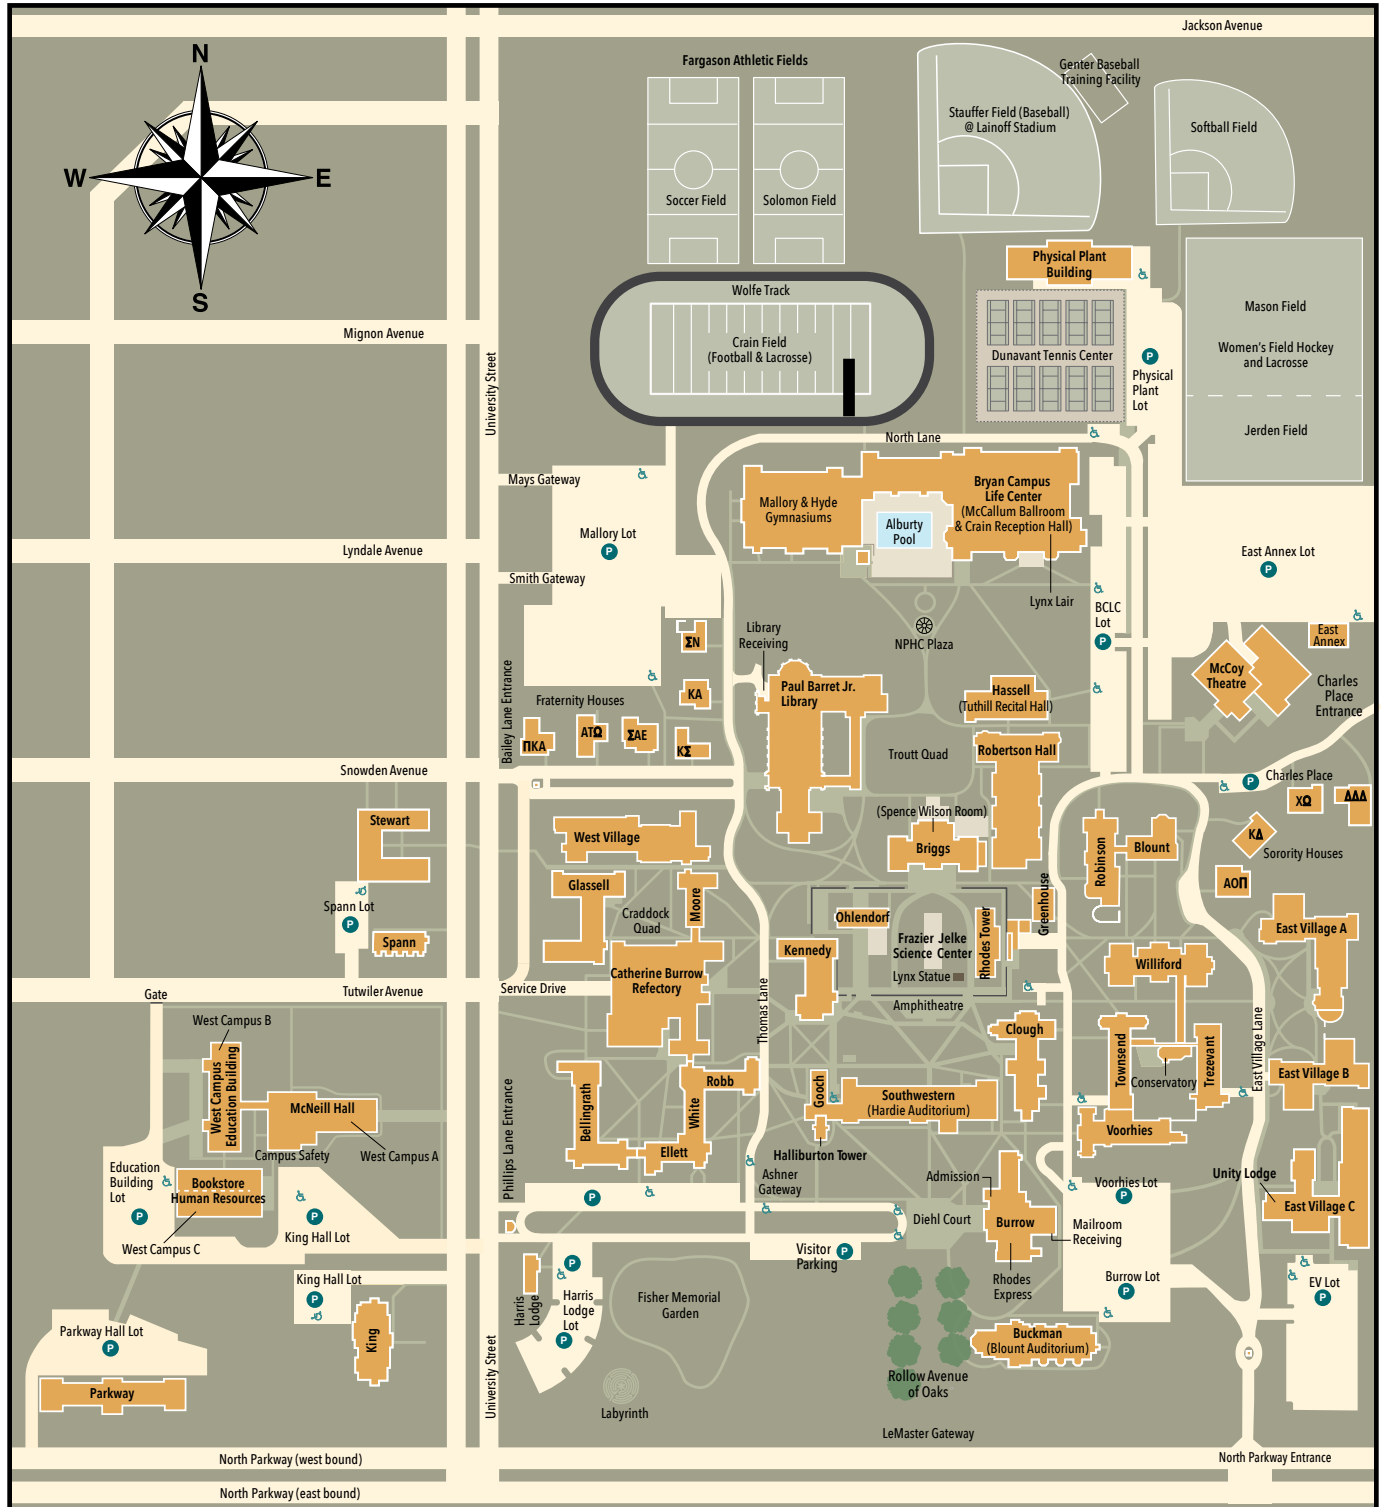 Jackson Avenue
N
W
E
S
Fargason Athletic Fields
Genter Baseball
Training Facility
Stauffer Field (Baseball)
@ Lainoff Stadium
Softball Field
Soccer Field
Solomon Field
Physical Plant
Building
Wolfe Track
Crain Field
(Football & Lacrosse)
Mignon Avenue
University Street
Dunavant Tennis Center
P
Physical
Plant
Lot
Mason Field
Women's Field Hockey
and Lacrosse
Jerden Field
North Lane
Mays Gateway
Mallory Lot
P
Smith Gateway
Lyndale Avenue
Mallory & Hyde
Gymnasiums
Bryan Campus
Life Center
(McCallum Ballroom
& Crain Reception Hall)
Alburty
Pool
Lynx Lair
East Annex Lot
P
BCLC
Lot
P
East
Annex
NPHC Plaza
Library
Receiving
ΣN
KA
Fraternity Houses
ΠKA
ATΩ
ΣAE
KΣ
Bailey Lane Entrance
Paul Barret Jr.
Library
Hassell
(Tuthill Recital Hall)
McCoy
Theatre
Charles
Place
Entrance
Troutt Quad
Robertson Hall
Snowden Avenue
P
Charles Place
XΩ
ΔΔΔ
KΔ
Sorority Houses
AOΠ
Stewart
West Village
(Spence Wilson Room)
Briggs
Robinson
Blount
Glassell
Moore
Craddock
Quad
Spann Lot
P
Spann
Ohlendorf
Kennedy
Frazier Jelke
Science Center
Lynx Statue
Rhodes Tower
Greenhouse
Amphitheatre
East Village A
Williford
Catherine Burrow
Refectory
Gate
Tutwiler Avenue
Service Drive
Thomas Lane
West Campus B
West Campus
Education Building
McNeill Hall
Campus Safety
West Campus A
Clough
Townsend
Conservatory
Trezevant
East Village Lane
East Village B
Robb
White
Bellingrath
Ellett
Gooch
Southwestern
(Hardie Auditorium)
Halliburton Tower
Voorhies
Phillips Lane Entrance
Education
Building
Lot
P
Bookstore
Human Resources
West Campus C
P
King Hall Lot
Ashner
Gateway
P
Admission
Diehl Court
Burrow
Mailroom
Receiving
Voorhies Lot
P
Unity Lodge
East Village C
Visitor
Parking
P
Rhodes
Express
King Hall Lot
P
King
Harris
Lodge
P
Harris
Lodge
Lot
P
Fisher Memorial
Garden
Burrow Lot
P
EV Lot
P
Parkway Hall Lot
P
Parkway
Buckman
(Blount Auditorium)
Rollow Avenue
of Oaks
Labyrinth
University Street
LeMaster Gateway
North Parkway (west bound)
North Parkway Entrance
North Parkway (east bound)